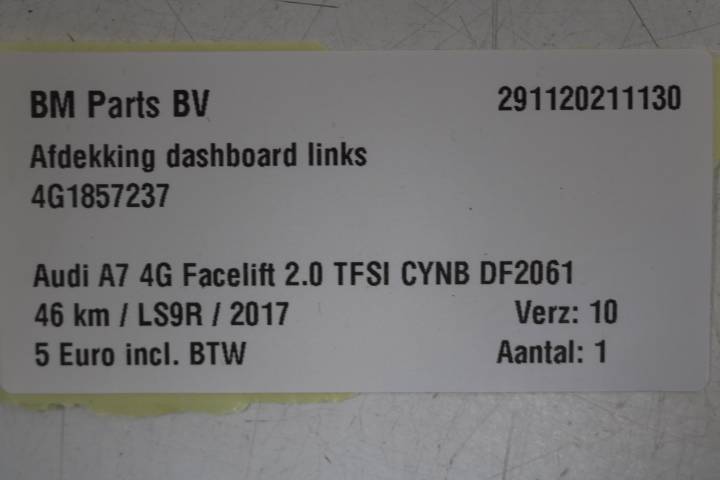 BM Parts BV 291120211130
Afdekking dashboard links
4G1857237
Audi A7 4G Facelift 2.0 TFSI CYNB DF2061
46 km / LS9R / 2017 Verz: 10
5 Euro incl. BTW Aantal: 1